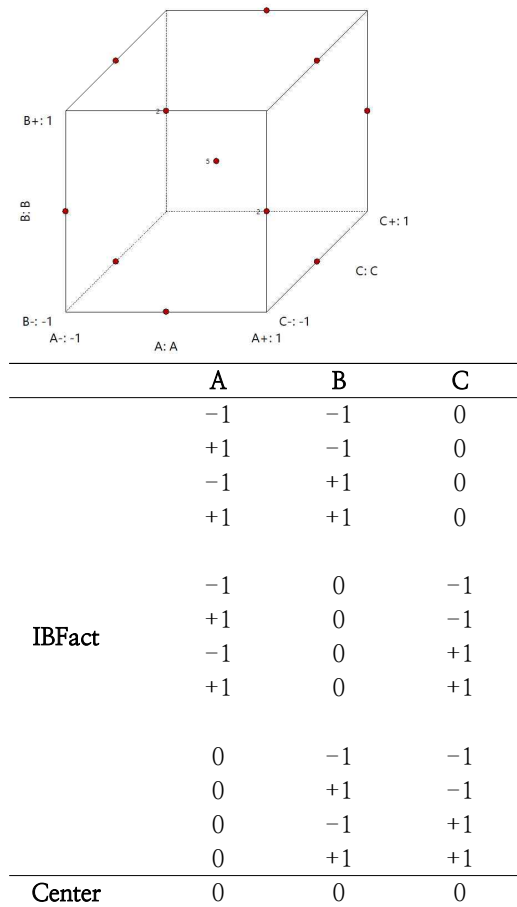 B+: 1
2
5
B: B
2
C+: 1
C: C
B-: -1
C-: -1
A-: -1
A+: 1
A: A
A B C
−1 −1 0
+1 −1 0
−1 +1 0
+1 +1 0
−1 0 −1
+1 0 −1
IBFact
−1 0 +1
+1 0 +1
0 −1 −1
0 +1 −1
0 −1 +1
0 +1 +1
Center 0 0 0